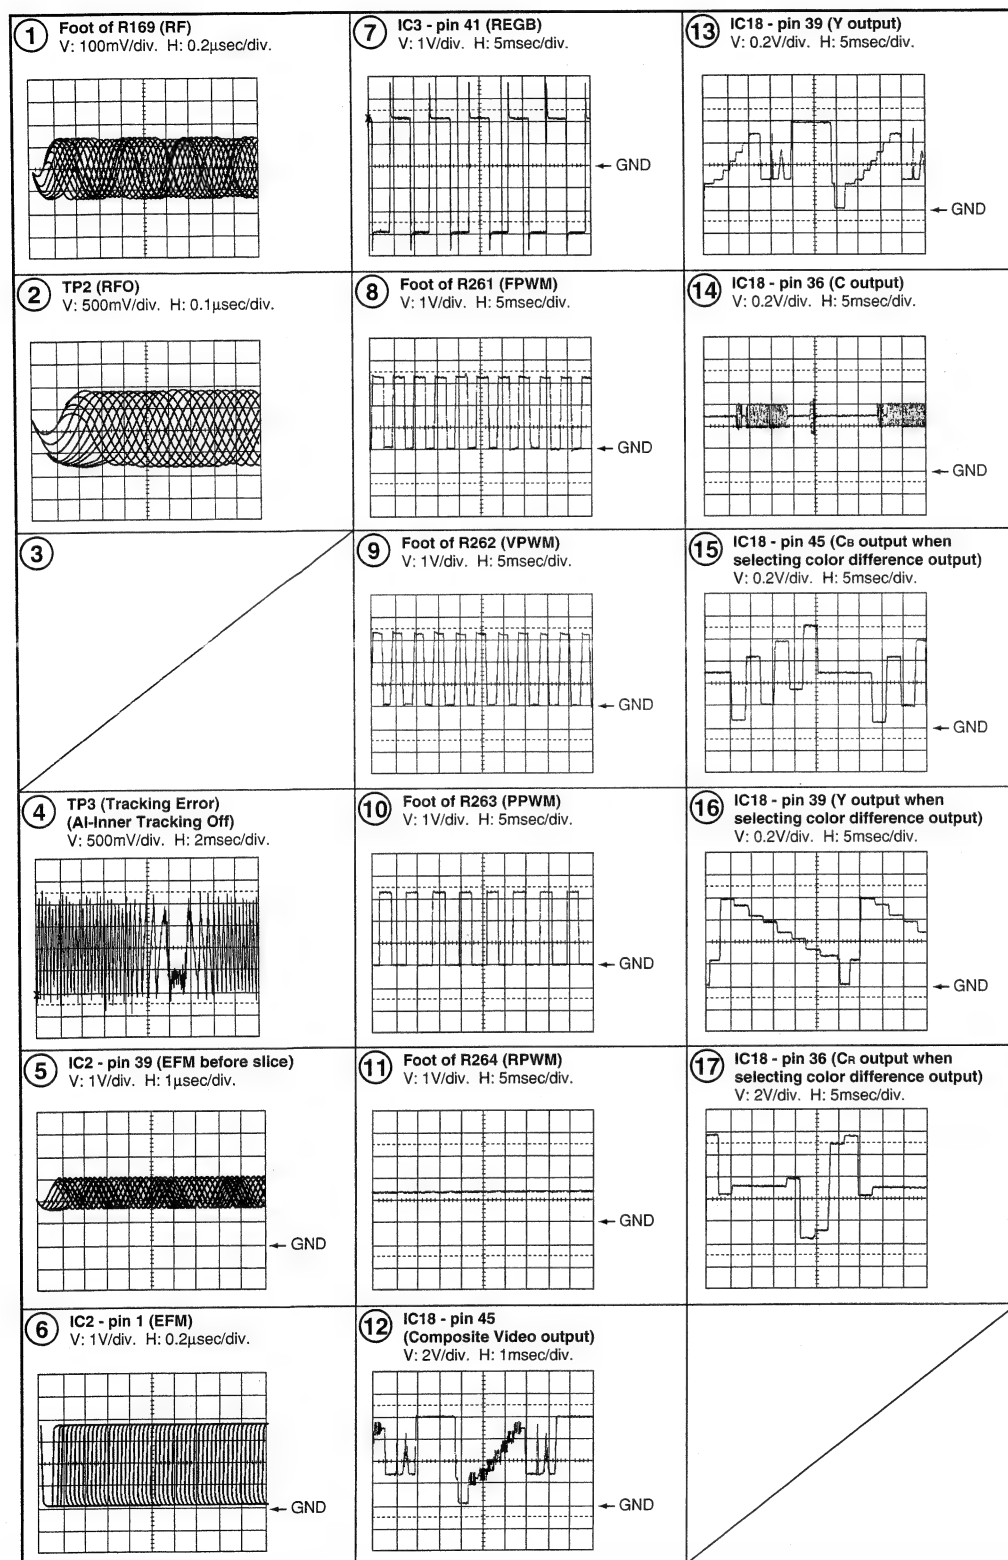 1 Foot of R169 (RF)
V: 100mV/div. H: 0.2µsec/div.
2 TP2 (RFO)
V: 500mV/div. H: 0.1µsec/div.
3
4 TP3 (Tracking Error)
(AI-Inner Tracking Off)
V: 500mV/div. H: 2msec/div.
5 IC2 - pin 39 (EFM before slice)
V: 1V/div. H: 1µsec/div.
← GND
6 IC2 - pin 1 (EFM)
V: 1V/div. H: 0.2µsec/div.
← GND
7 IC3 - pin 41 (REGB)
V: 1V/div. H: 5msec/div.
← GND
8 Foot of R261 (FPWM)
V: 1V/div. H: 5msec/div.
← GND
9 Foot of R262 (VPWM)
V: 1V/div. H: 5msec/div.
← GND
10 Foot of R263 (PPWM)
V: 1V/div. H: 5msec/div.
← GND
11 Foot of R264 (RPWM)
V: 1V/div. H: 5msec/div.
← GND
12 IC18 - pin 45
(Composite Video output)
V: 2V/div. H: 1msec/div.
← GND
13 IC18 - pin 39 (Y output)
V: 0.2V/div. H: 5msec/div.
← GND
14 IC18 - pin 36 (C output)
V: 0.2V/div. H: 5msec/div.
← GND
15 IC18 - pin 45 (CB output when
selecting color difference output)
V: 0.2V/div. H: 5msec/div.
← GND
16 IC18 - pin 39 (Y output when
selecting color difference output)
V: 0.2V/div. H: 5msec/div.
← GND
17 IC18 - pin 36 (CR output when
selecting color difference output)
V: 2V/div. H: 5msec/div.